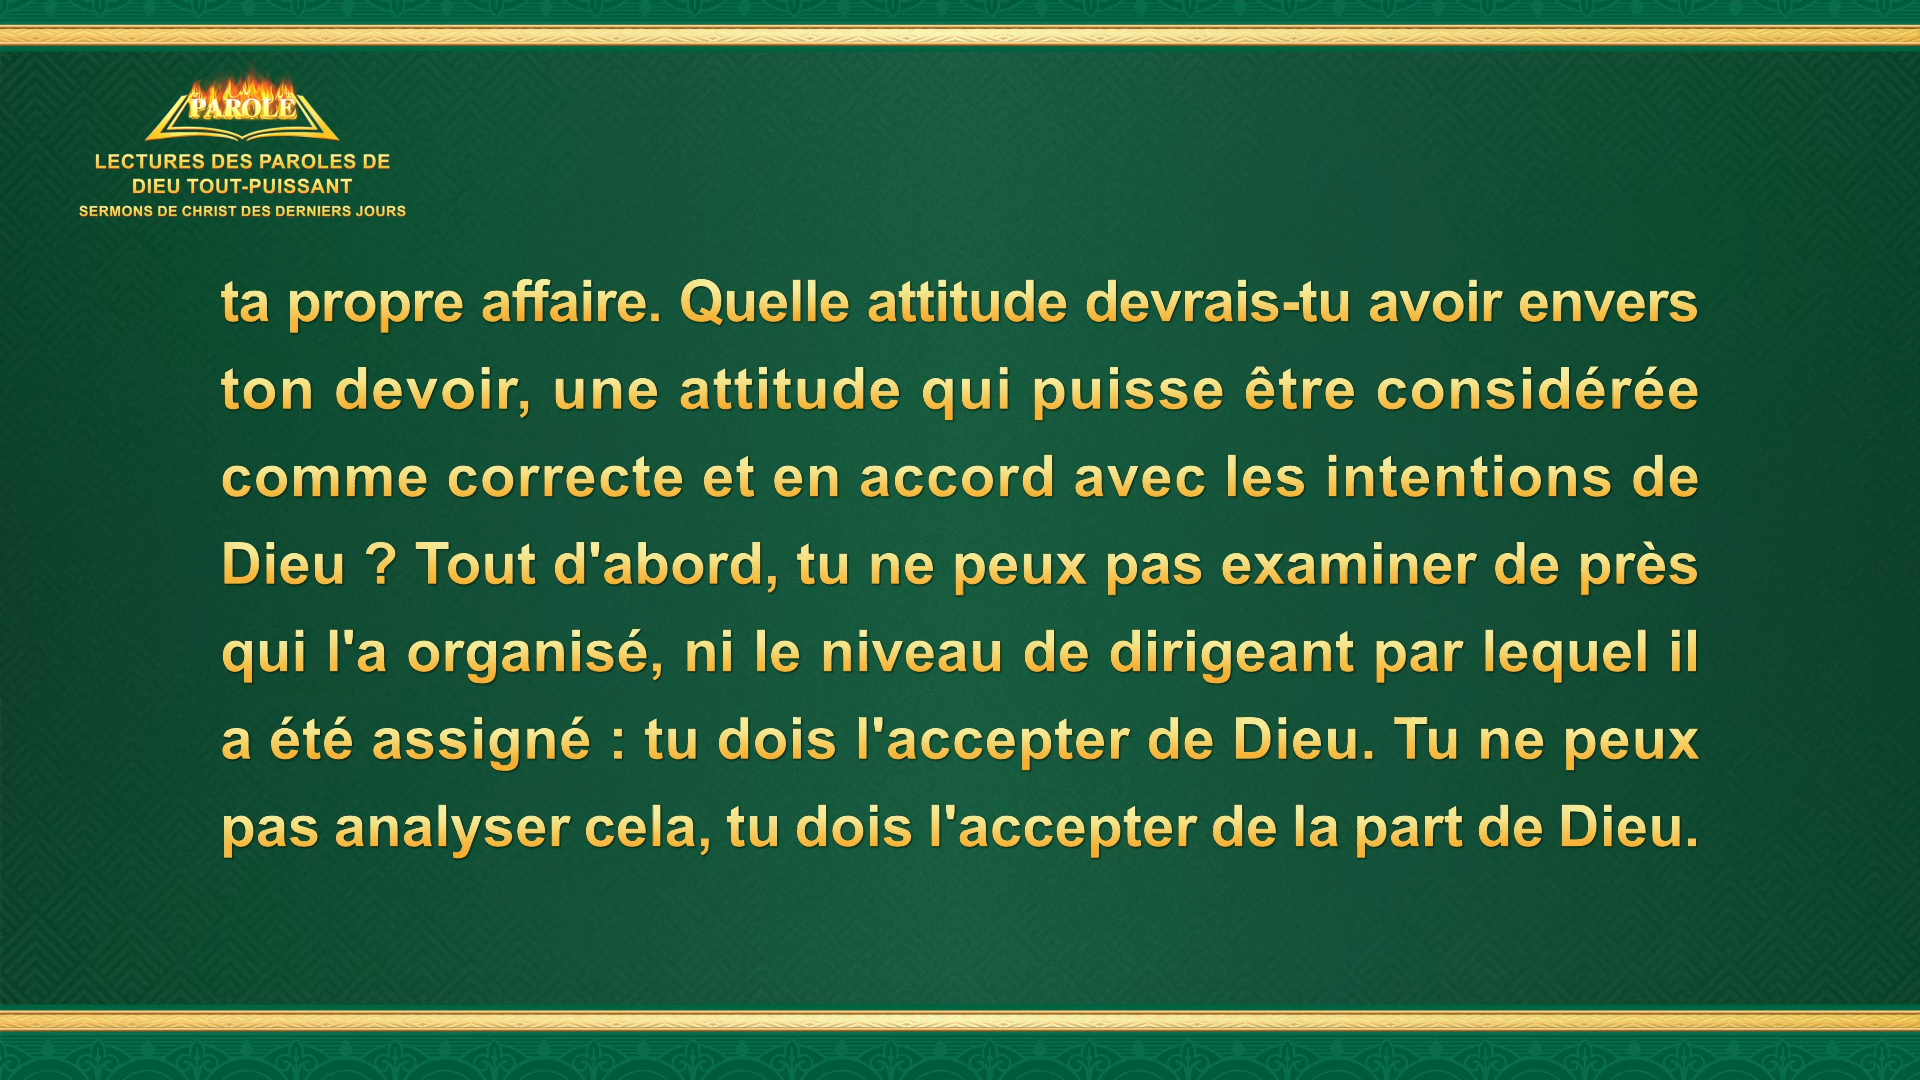 PAROLE
LECTURES DES PAROLES DE
DIEU TOUT-PUISSANT
SERMONS DE CHRIST DES DERNIERS JOURS
ta propre affaire. Quelle attitude devrais-tu avoir envers
ton devoir, une attitude qui puisse être considérée
comme correcte et en accord avec les intentions de
Dieu ? Tout d'abord, tu ne peux pas examiner de près
qui l'a organisé, ni le niveau de dirigeant par lequel il
a été assigné : tu dois l'accepter de Dieu. Tu ne peux
pas analyser cela, tu dois l'accepter de la part de Dieu.